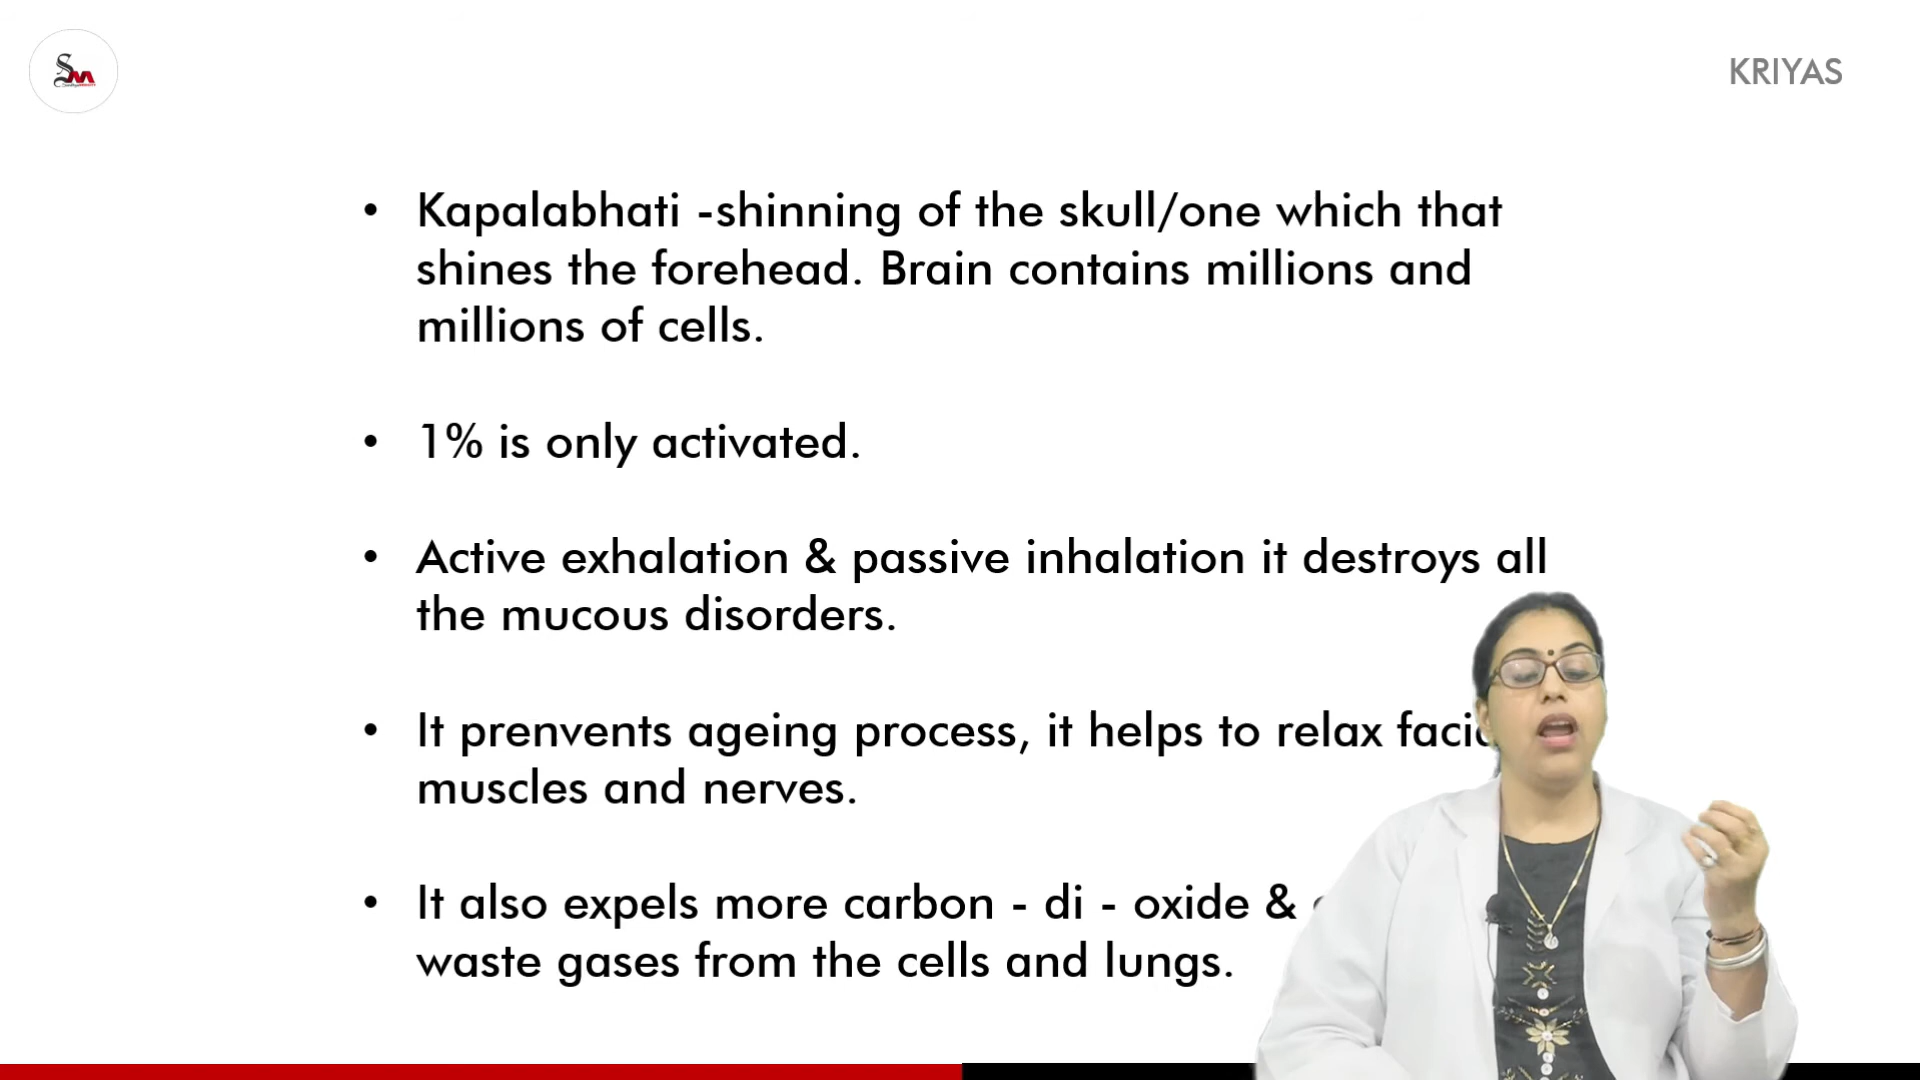 SM
KRIYAS
• Kapalabhati -shinning of the skull/one which that
shines the forehead. Brain contains millions and
millions of cells.
• 1% is only activated.
• Active exhalation & passive inhalation it destroys all
the mucous disorders.
• It prenvents ageing process, it helps to relax
muscles and nerves.
• It also expels more carbon - di - oxide &
waste gases from the cells and lungs.